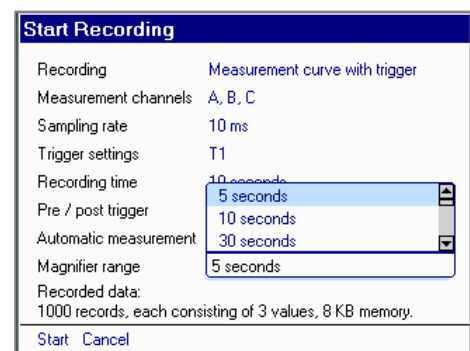 Start Recording
Recording Measurement curve with trigger
Measurement channels A, B, C
Sampling rate 10 ms
Trigger settings T1
Recording time 10 seconds
Pre / post trigger 5 seconds
10 seconds
Automatic measurement 30 seconds
Magnifier range 5 seconds
Recorded data:
1000 records, each consisting of 3 values, 8 KB memory.
Start Cancel